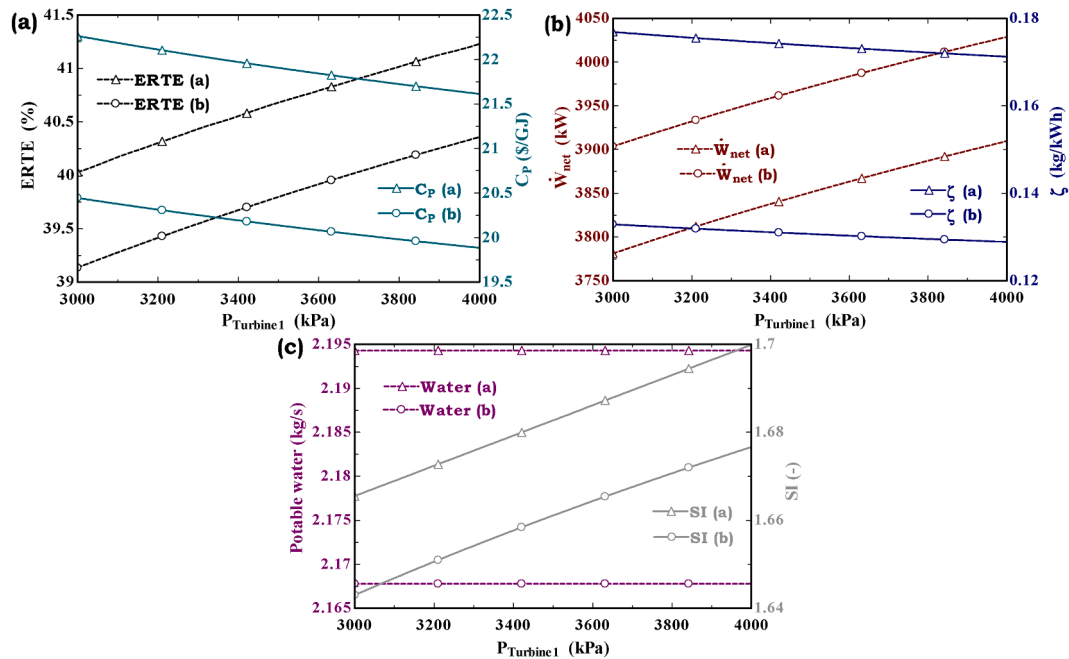 (a)
41.5
41
40.5
40
39.5
39
ERTE (%)
ERTE (a)
ERTE (b)
C_P (a)
C_P (b)
22.5
22
21.5
21
20.5
20
19.5
C_P ($/GJ)
3000 3200 3400 3600 3800 4000
P_Turbine1 (kPa)
(b)
4050
4000
3950
3900
3850
3800
3750
Ẇ_net (kW)
Ẇ_net (a)
Ẇ_net (b)
ζ (a)
ζ (b)
0.18
0.17
0.15
0.14
0.12
ζ (kg/kWh)
3000 3200 3400 3600 3800 4000
P_Turbine1 (kPa)
(c)
2.195
2.19
2.185
2.18
2.175
2.17
2.165
Potable water (kg/s)
Water (a)
Water (b)
SI (a)
SI (b)
1.7
1.68
1.66
1.64
SI (-)
3000 3200 3400 3600 3800 4000
P_Turbine1 (kPa)